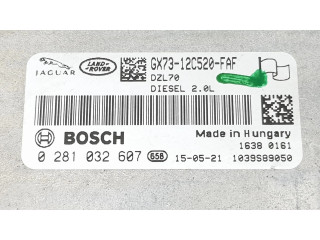 JAGUAR
LAND ROVER
GX73-12C520-FAF
DZL70
DIESEL 2.0L
BOSCH
Made in Hungary
1638 0161
0 281 032 607 658 15-05-21 1039S89050